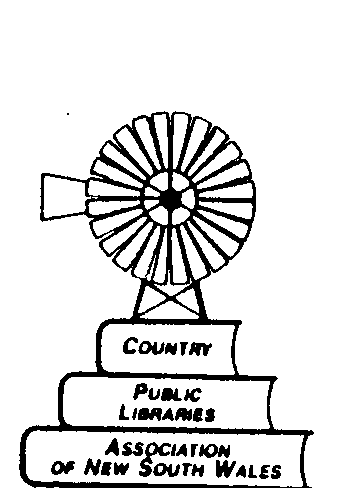 COUNTRY
PUBLIC
LIBRARIES
ASSOCIATION
OF NEW SOUTH WALES